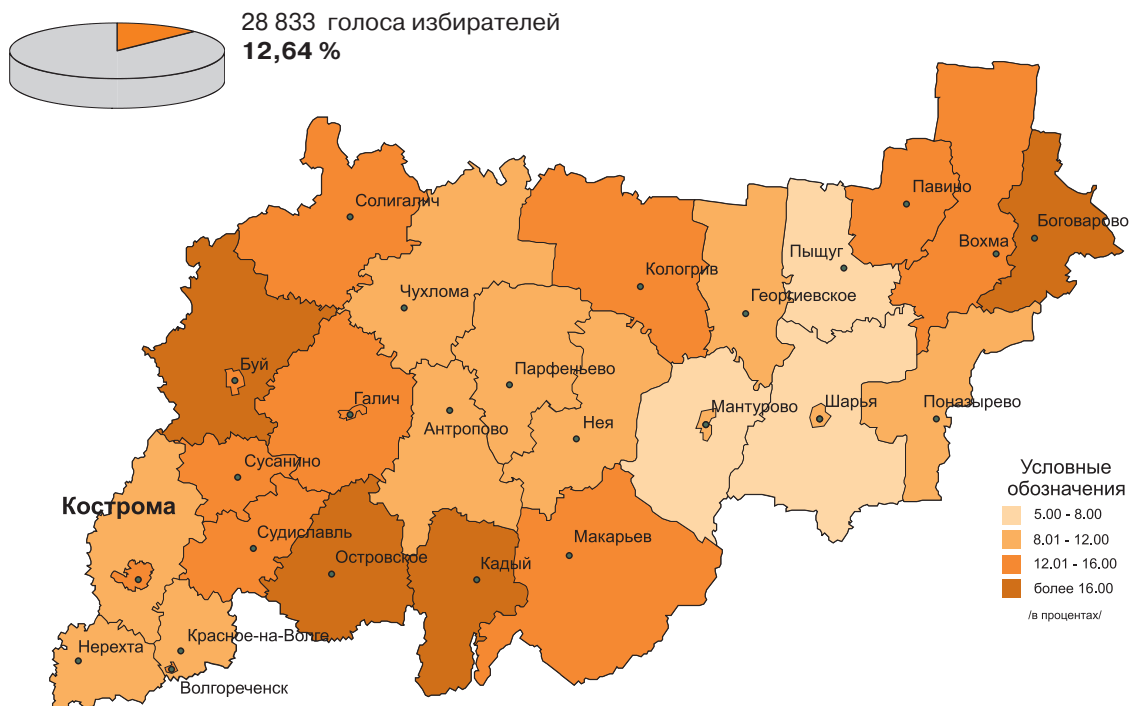 28 833 голоса избирателей
12,64 %
Солигалич
Павино
Боговарово
Вохма
Пыщуг
Кологрив
Георгиевское
Чухлома
Буй
Парфеньево
Галич
Антропово
Нея
Мантурово
Шарья
Поназырево
Сусанино
Кострома
Судиславль
Островское
Кадый
Макарьев
Нерехта
Красное-на-Волге
Волгореченск
Условные
обозначения
5.00 - 8.00
8.01 - 12.00
12.01 - 16.00
более 16.00
/в процентах/